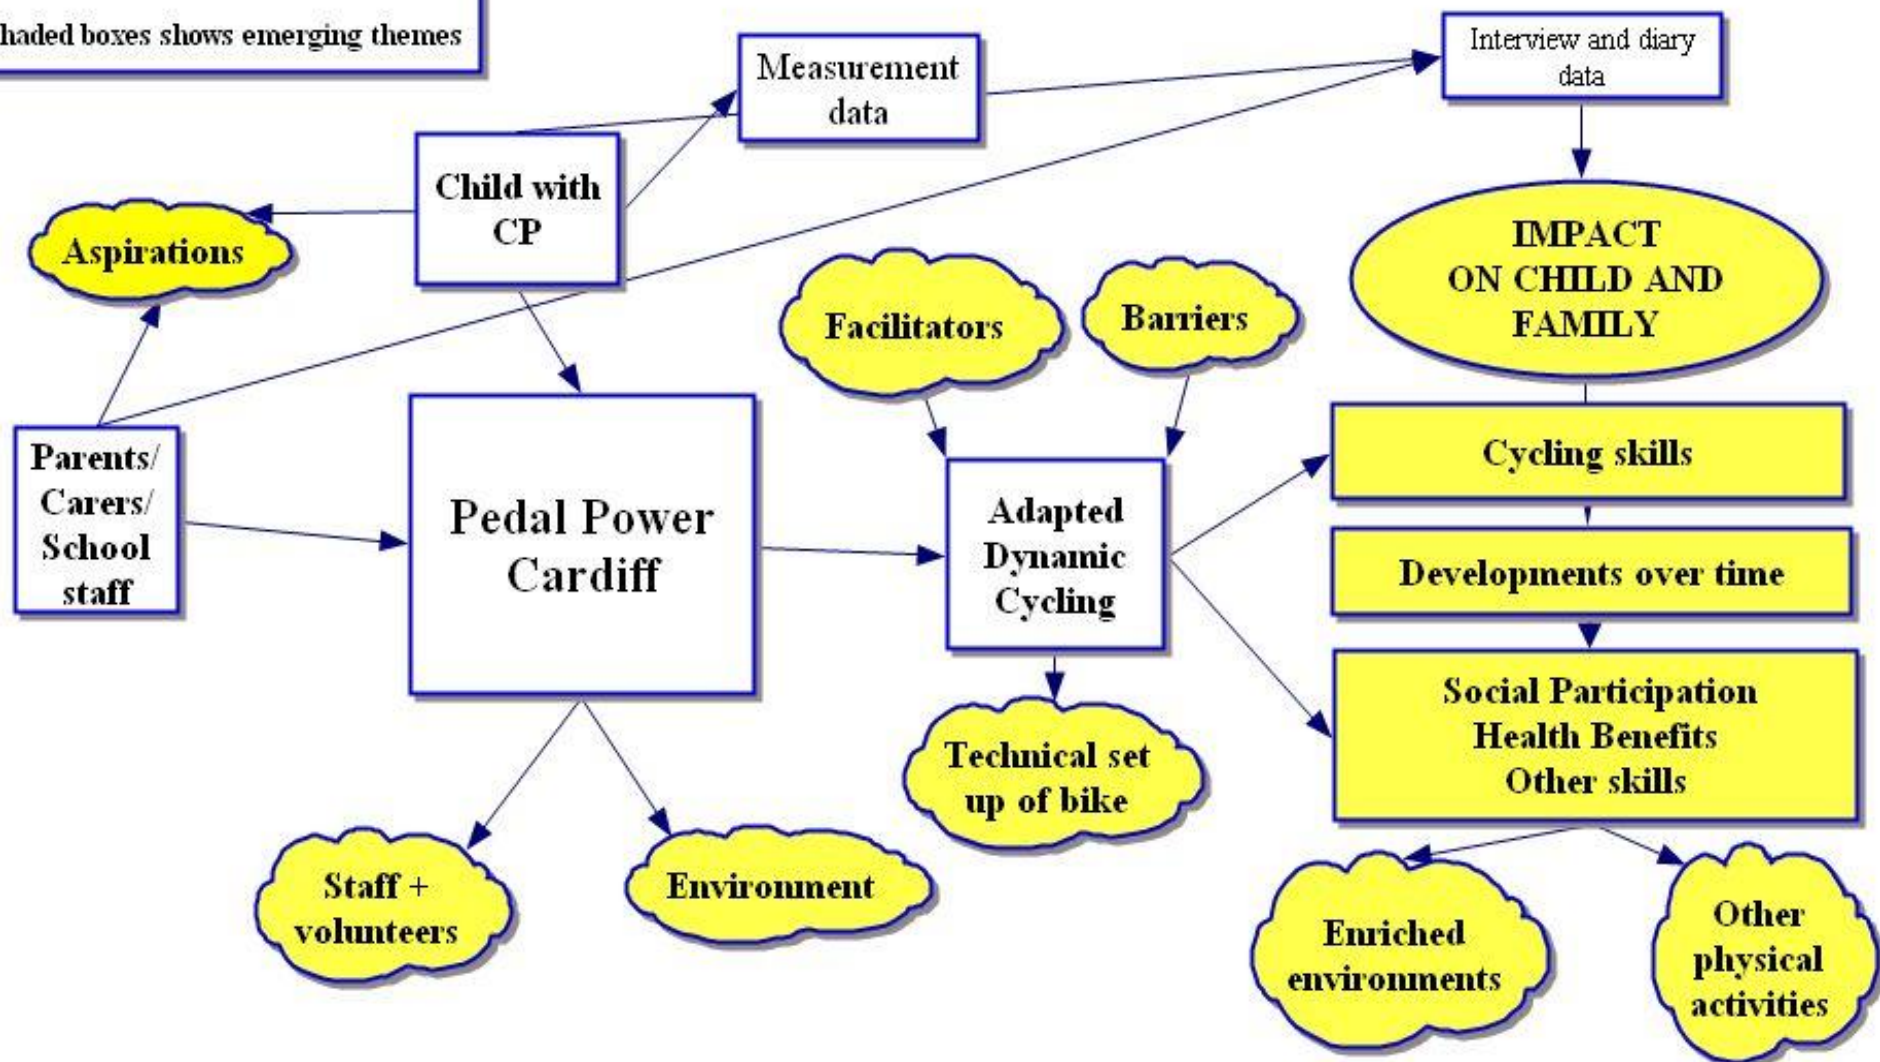 haded boxes shows emerging themes
Measurement
data
Interview and diary
data
Child with
CP
Aspirations
IMPACT
ON CHILD AND
FAMILY
Facilitators
Barriers
Parents/
Carers/
School
staff
Pedal Power
Cardiff
Adapted
Dynamic
Cycling
Cycling skills
Developments over time
Social Participation
Health Benefits
Other skills
Technical set
up of bike
Staff +
volunteers
Environment
Enriched
environments
Other
physical
activities